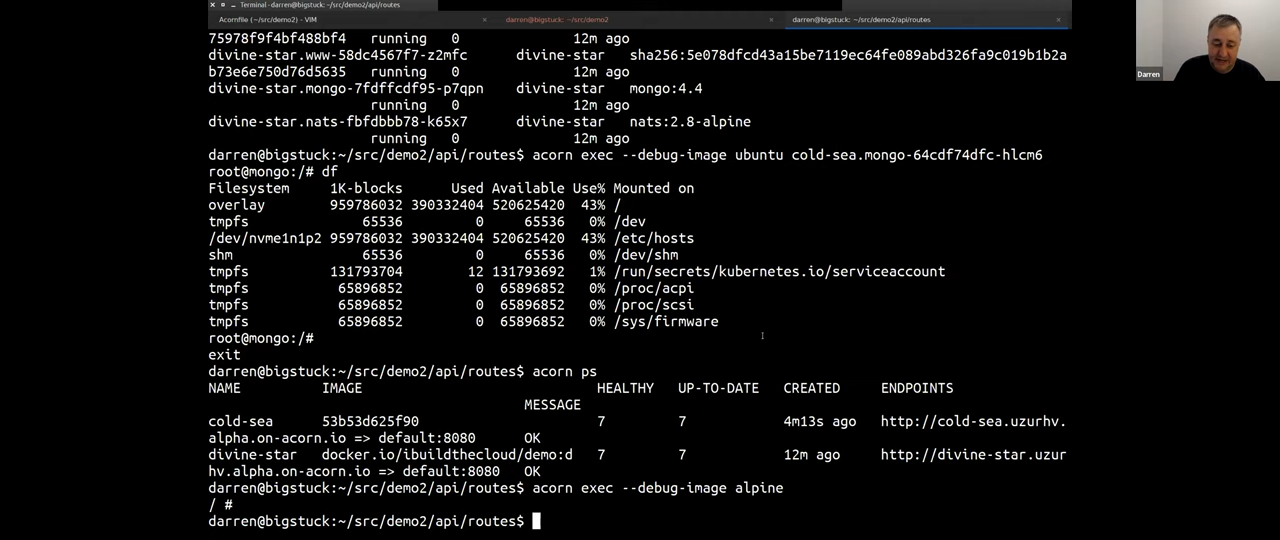 Terminal - darren@bigstuck: ~/src/demo2/api/routes
Acornfile (~/src/demo2) - VIM × darren@bigstuck: ~/src/demo2 × darren@bigstuck: ~/src/demo2/api/routes ×
75978f9f4bf488bf4 running 0 12m ago
divine-star.www-58dc4567f7-z2mfc divine-star sha256:5e078dfcd43a15be7119ec64fe089abd326fa9c019b1b2a
b73e6e750d76d5635 running 0 12m ago
divine-star.mongo-7fdffcdf95-p7qpn divine-star mongo:4.4
running 0 12m ago
divine-star.nats-fbfdbbb78-k65x7 divine-star nats:2.8-alpine
running 0 12m ago
darren@bigstuck:~/src/demo2/api/routes$ acorn exec --debug-image ubuntu cold-sea.mongo-64cdf74dfc-hlcm6
root@mongo:/# df
Filesystem 1K-blocks Used Available Use% Mounted on
overlay 959786032 390332404 520625420 43% /
tmpfs 65536 0 65536 0% /dev
/dev/nvme1n1p2 959786032 390332404 520625420 43% /etc/hosts
shm 65536 0 65536 0% /dev/shm
tmpfs 131793704 12 131793692 1% /run/secrets/kubernetes.io/serviceaccount
tmpfs 65896852 0 65896852 0% /proc/acpi
tmpfs 65896852 0 65896852 0% /proc/scsi
tmpfs 65896852 0 65896852 0% /sys/firmware
root@mongo:/#
exit
darren@bigstuck:~/src/demo2/api/routes$ acorn ps
NAME IMAGE HEALTHY UP-TO-DATE CREATED ENDPOINTS
MESSAGE
cold-sea 53b53d625f90 7 7 4m13s ago http://cold-sea.uzurhv.
alpha.on-acorn.io => default:8080 OK
divine-star docker.io/ibuildthecloud/demo:d 7 7 12m ago http://divine-star.uzur
hv.alpha.on-acorn.io => default:8080 OK
darren@bigstuck:~/src/demo2/api/routes$ acorn exec --debug-image alpine
/ #
darren@bigstuck:~/src/demo2/api/routes$
Darren